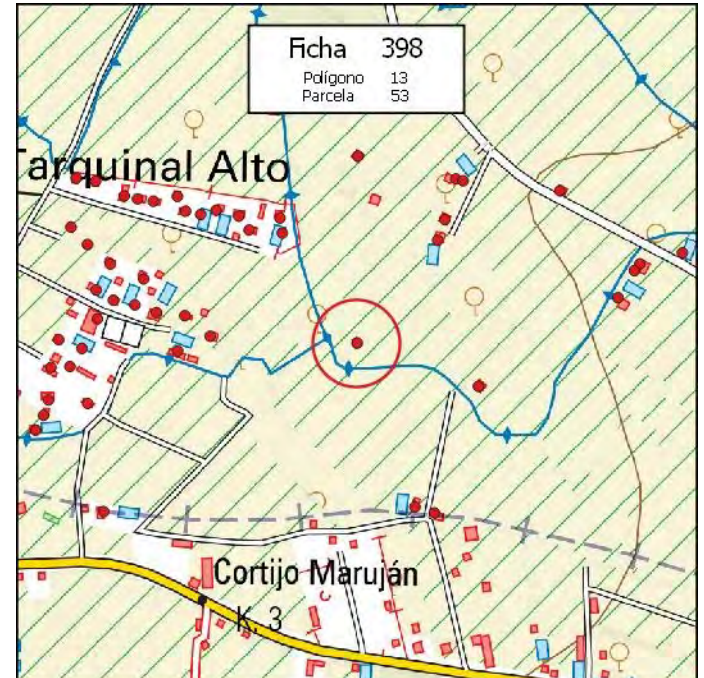 Ficha 398
Polígono 13
Parcela 53
Tarquinal Alto
Cortijo Maruján
K. 3